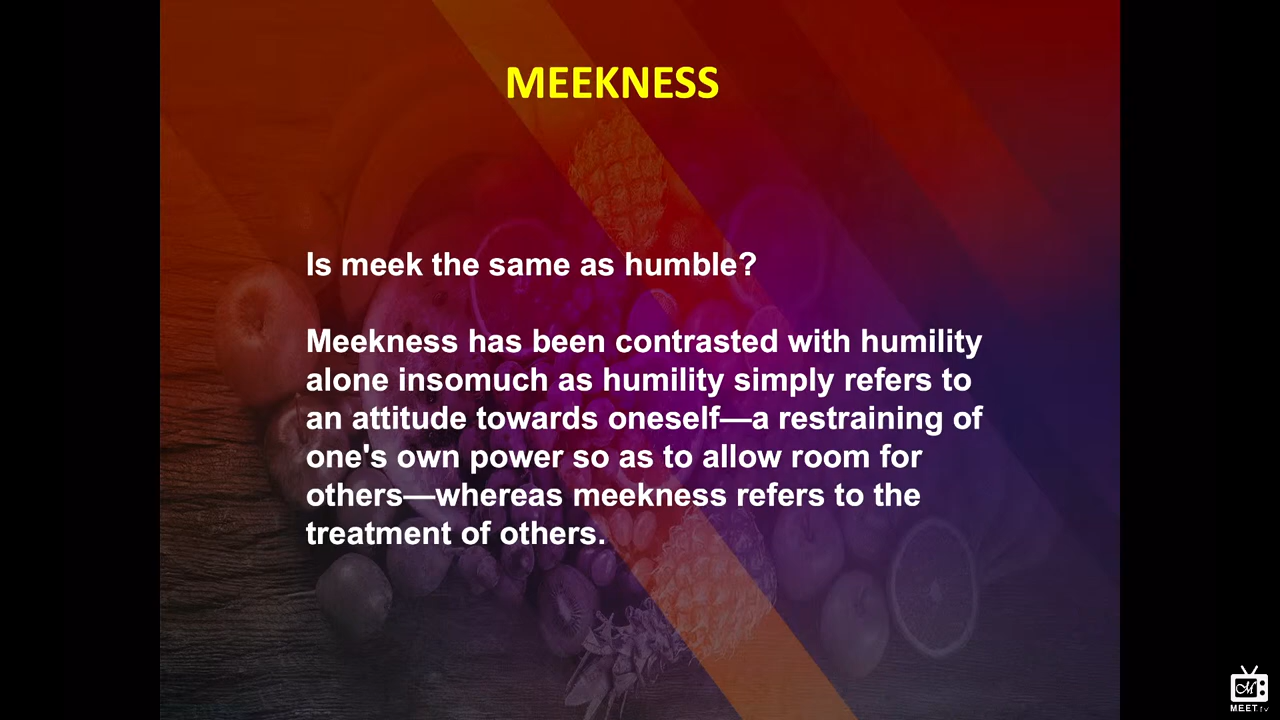 MEEKNESS
Is meek the same as humble?
Meekness has been contrasted with humility
alone insomuch as humility simply refers to
an attitude towards oneself—a restraining of
one's own power so as to allow room for
others—whereas meekness refers to the
treatment of others.
M
MEET.tv